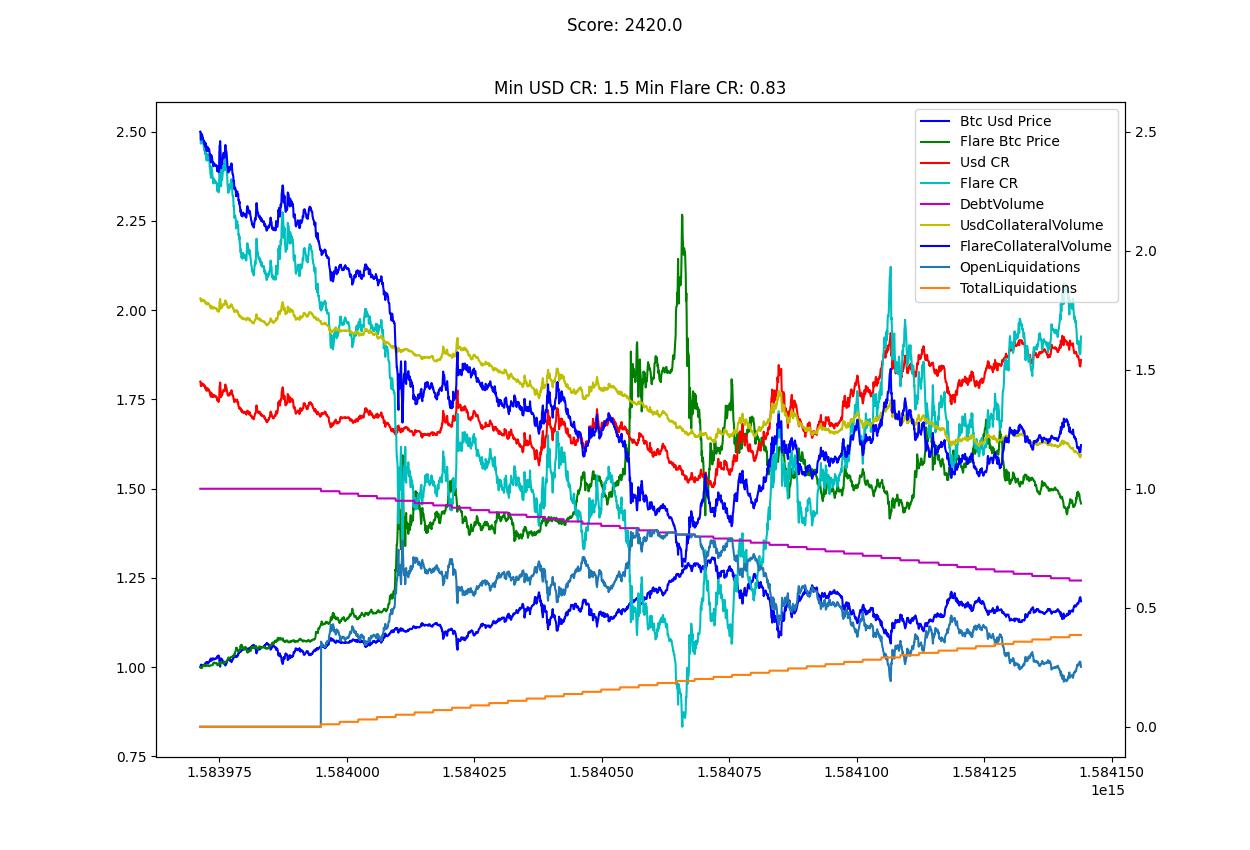 Score: 2420.0
Min USD CR: 1.5 Min Flare CR: 0.83
2.50
2.25
2.00
1.75
1.50
1.25
1.00
0.75
2.5
2.0
1.5
1.0
0.5
0.0
Btc Usd Price
Flare Btc Price
Usd CR
Flare CR
DebtVolume
UsdCollateralVolume
FlareCollateralVolume
OpenLiquidations
TotalLiquidations
1.583975 1.584000 1.584025 1.584050 1.584075 1.584100 1.584125 1.584150
1e15